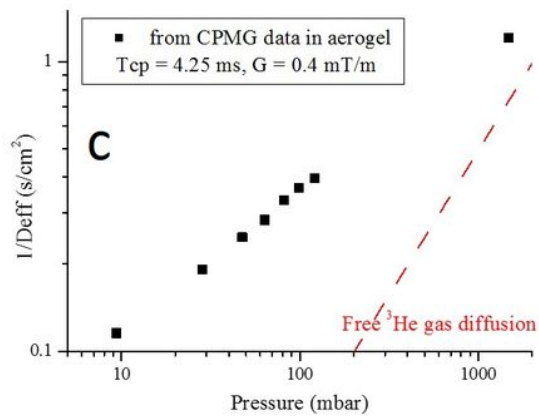 from CPMG data in aerogel
Tcp = 4.25 ms, G = 0.4 mT/m
1
C
1/Deff (s/cm²)
Free ³He gas diffusion
0.1
10
100
1000
Pressure (mbar)